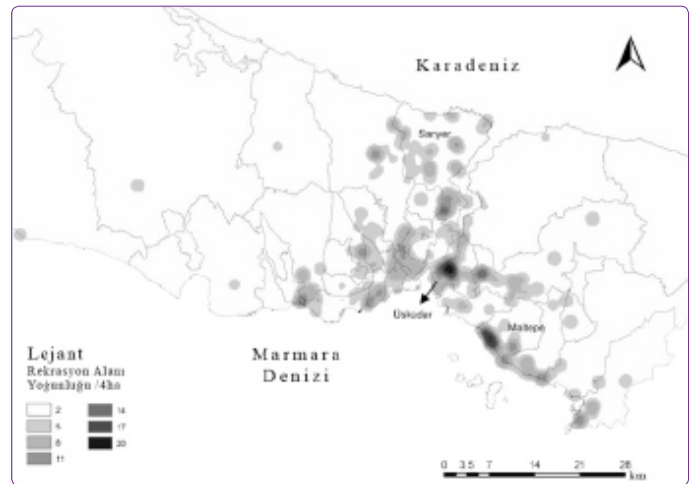 Karadeniz
Sarıyer
Üsküdar
Maltepe
Marmara
Denizi
Lejant
Rekrasyon Alanı
Yoğunluğu /4ha
2 14
5 17
8 20
11
0 3.5 7 14 21 28
km